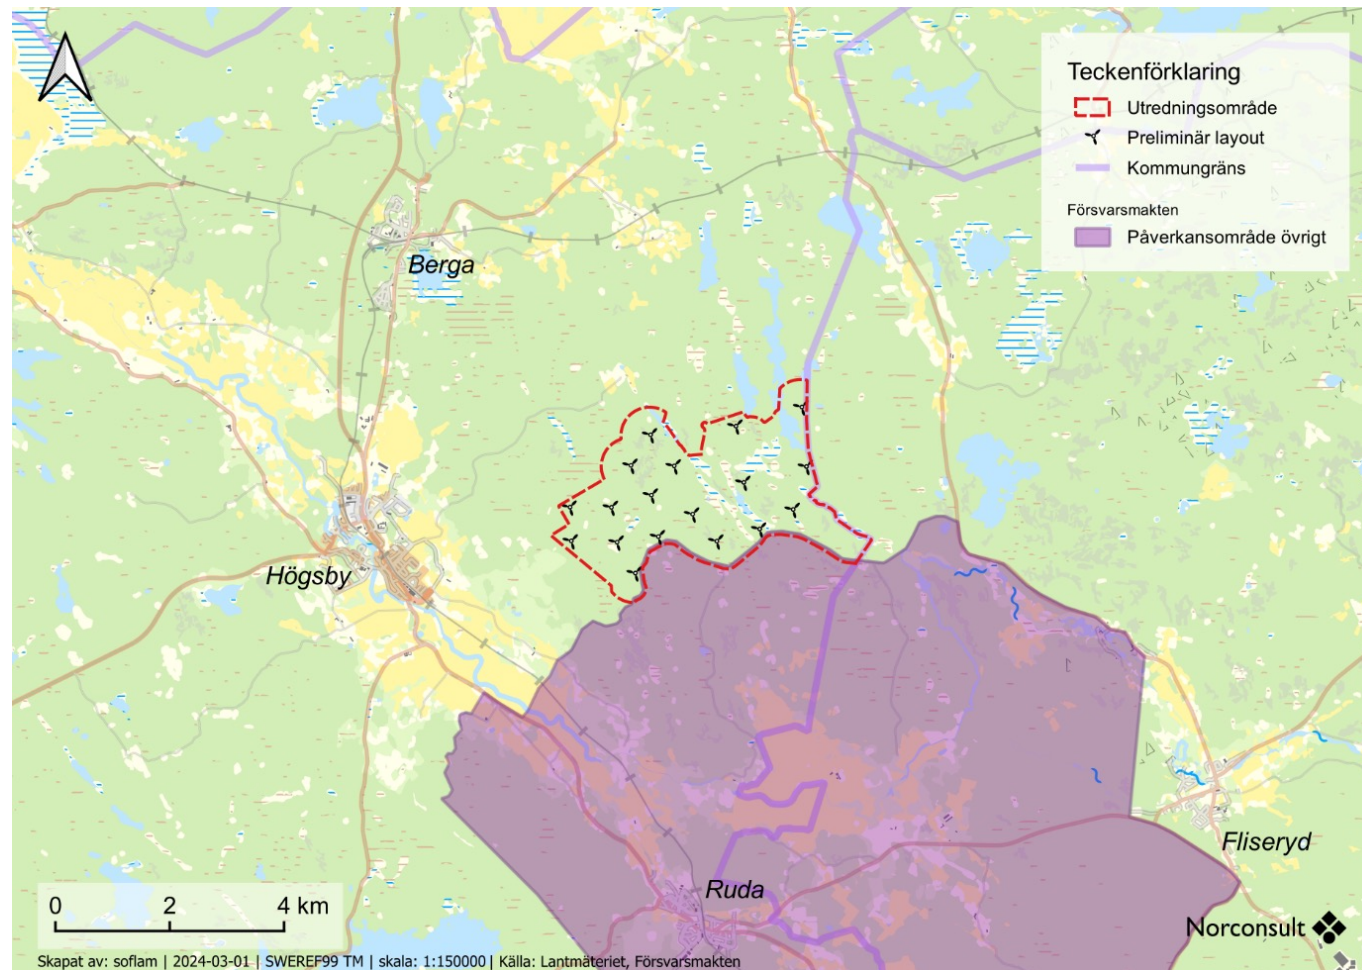 Teckenförklaring
Utredningsområde
Preliminär layout
Kommungräns
Försvarsmakten
Påverkansområde övrigt
Berga
Högsby
Fliseryd
Ruda
0 2 4 km
Norconsult
Skapat av: soflam | 2024-03-01 | SWEREF99 TM | skala: 1:150000 | Källa: Lantmäteriet, Försvarsmakten